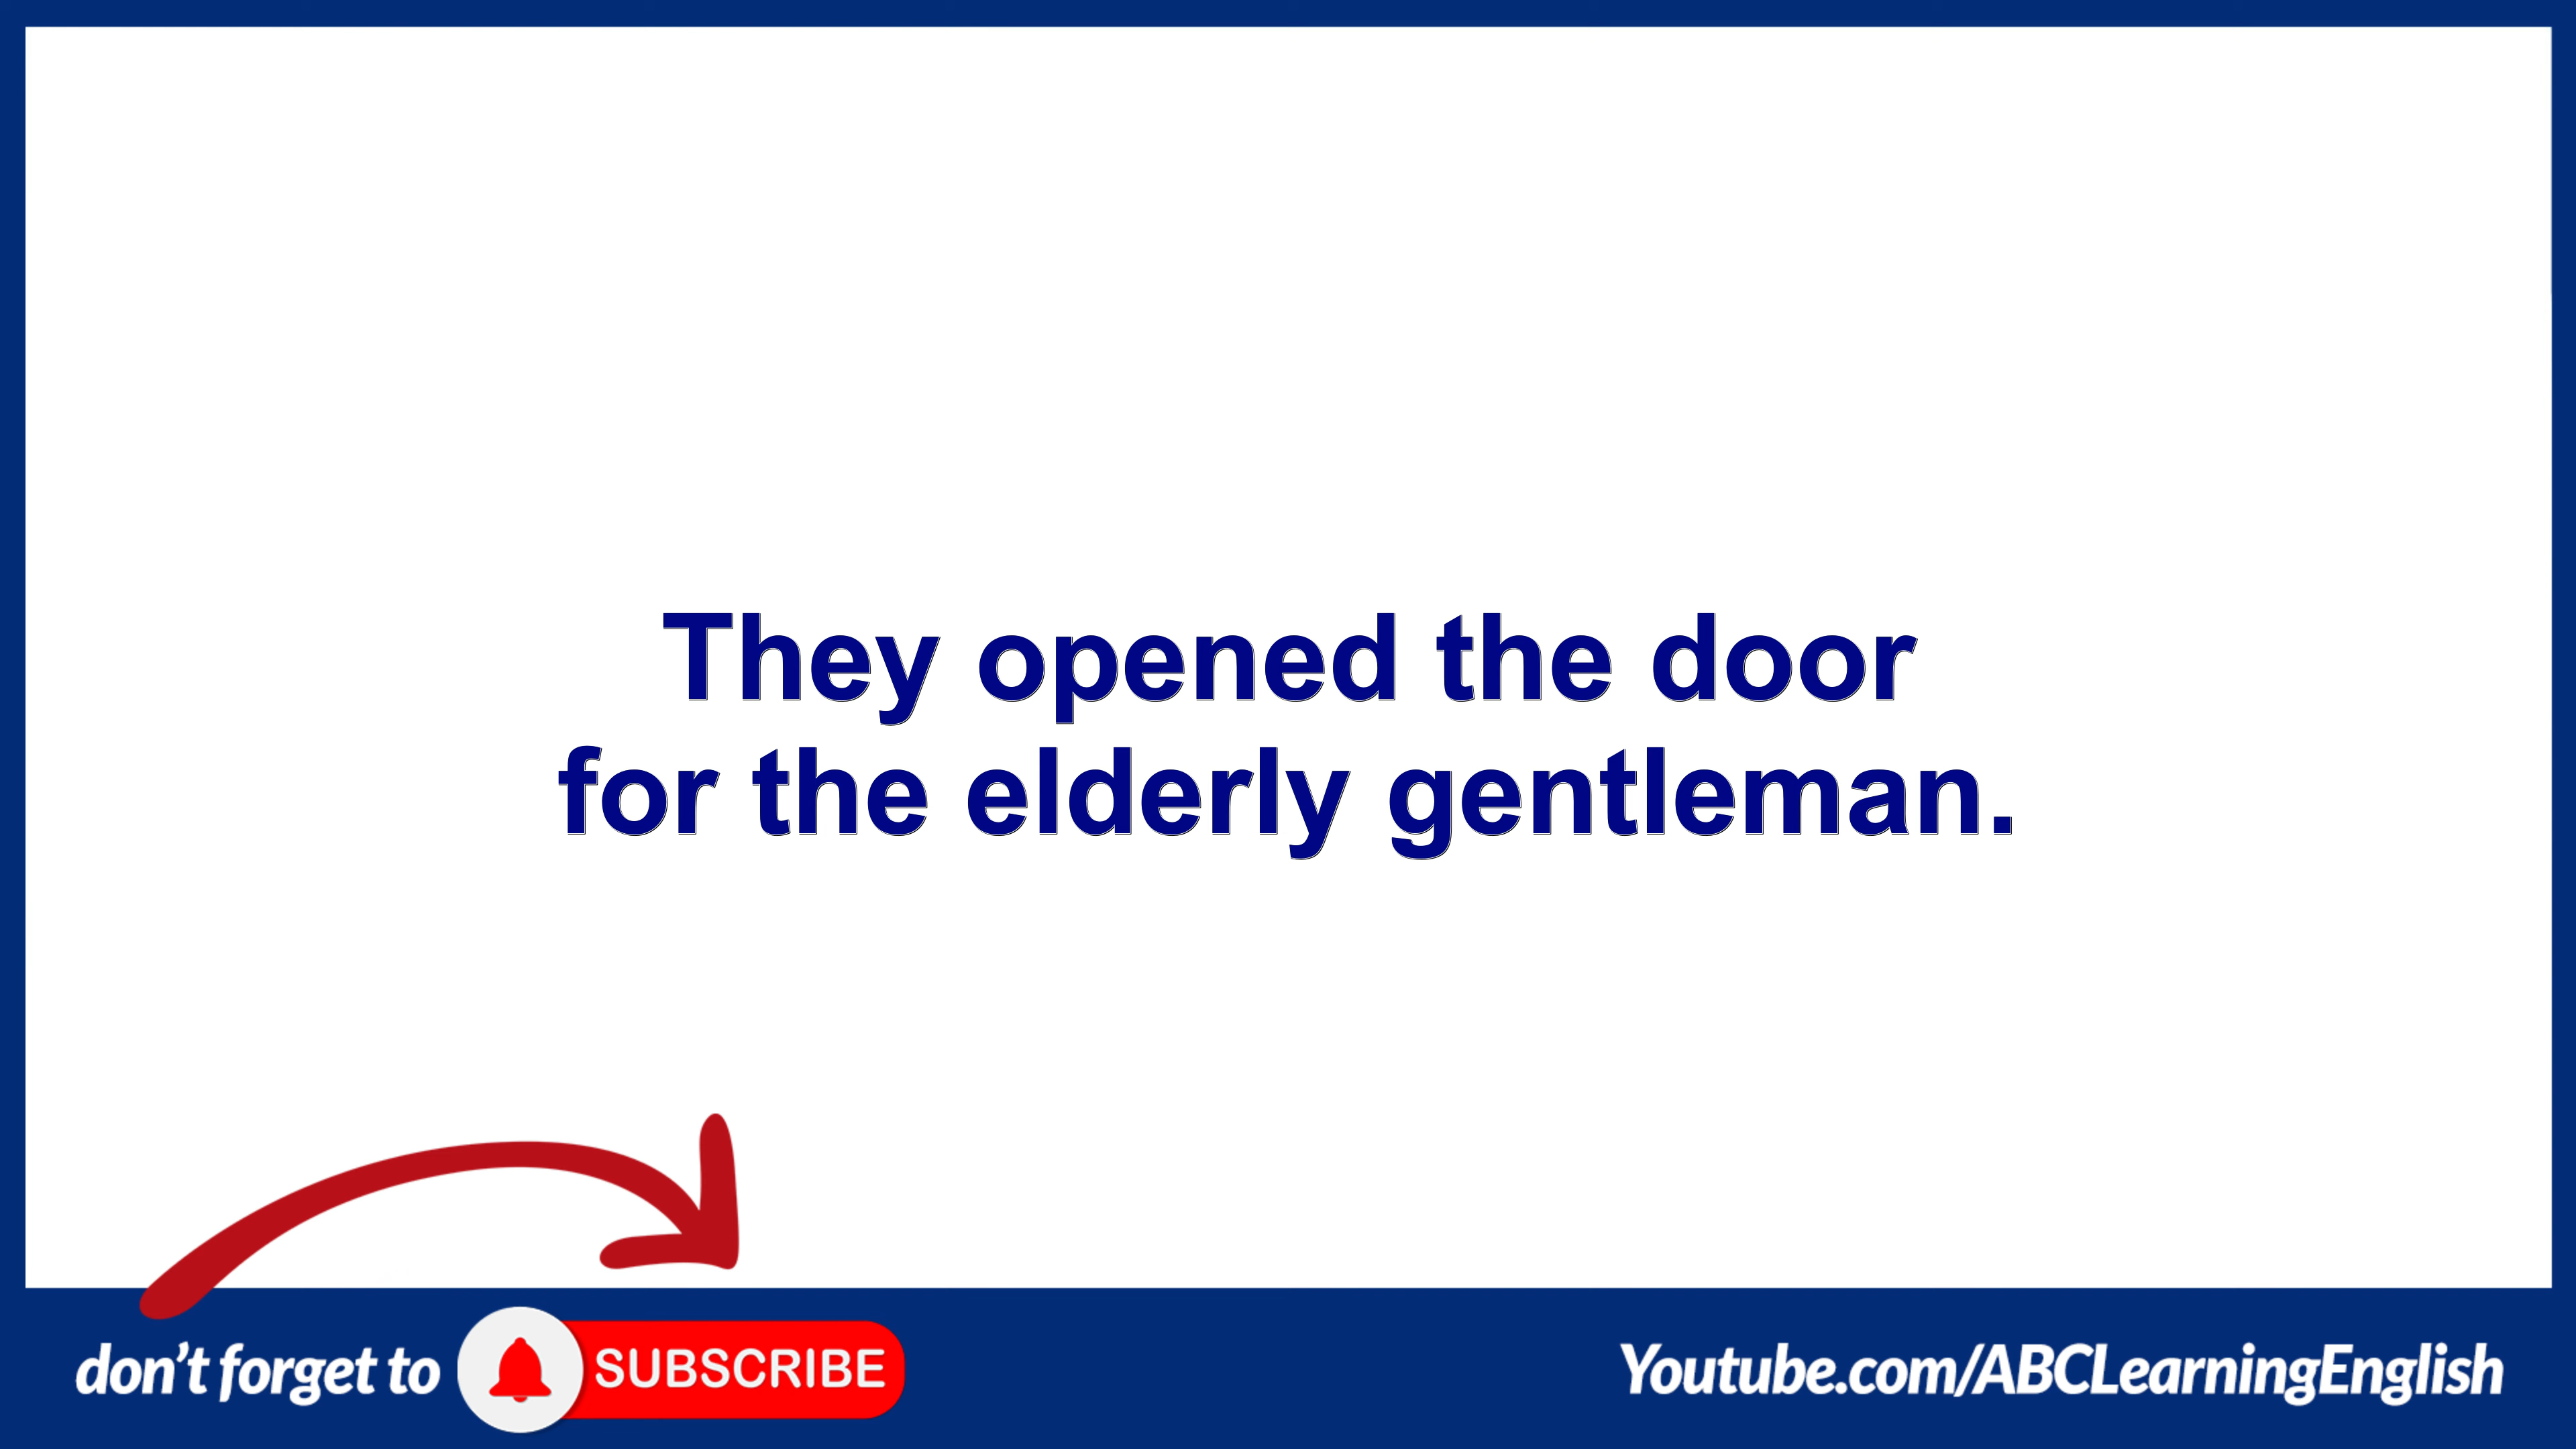 They opened the door
for the elderly gentleman.
don't forget to SUBSCRIBE
Youtube.com/ABCLearningEnglish